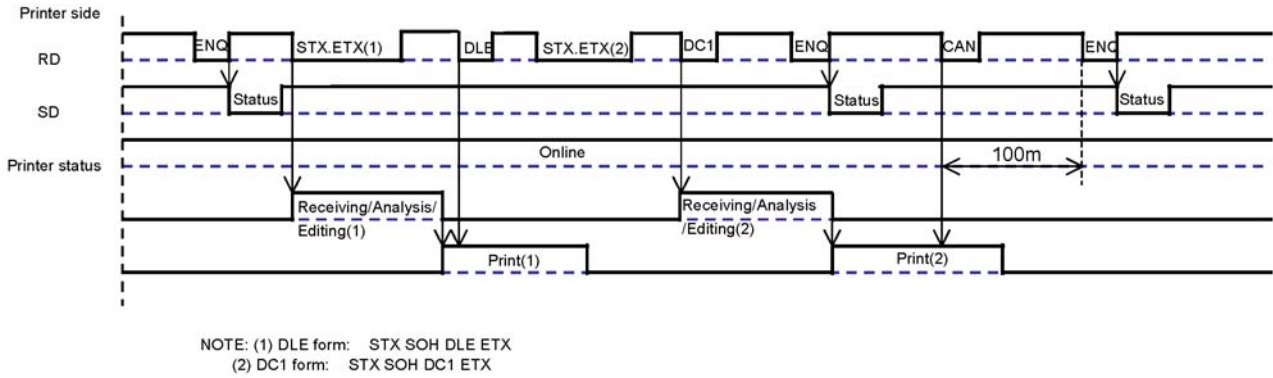 Printer side
RD
ENQ
STX.ETX(1)
DLE
STX.ETX(2)
DC1
ENQ
CAN
ENQ
SD
Status
Status
Status
Printer status
Online
100m
Receiving/Analysis/
Editing(1)
Receiving/Analysis
/Editing(2)
Print(1)
Print(2)
NOTE: (1) DLE form: STX SOH DLE ETX
(2) DC1 form: STX SOH DC1 ETX